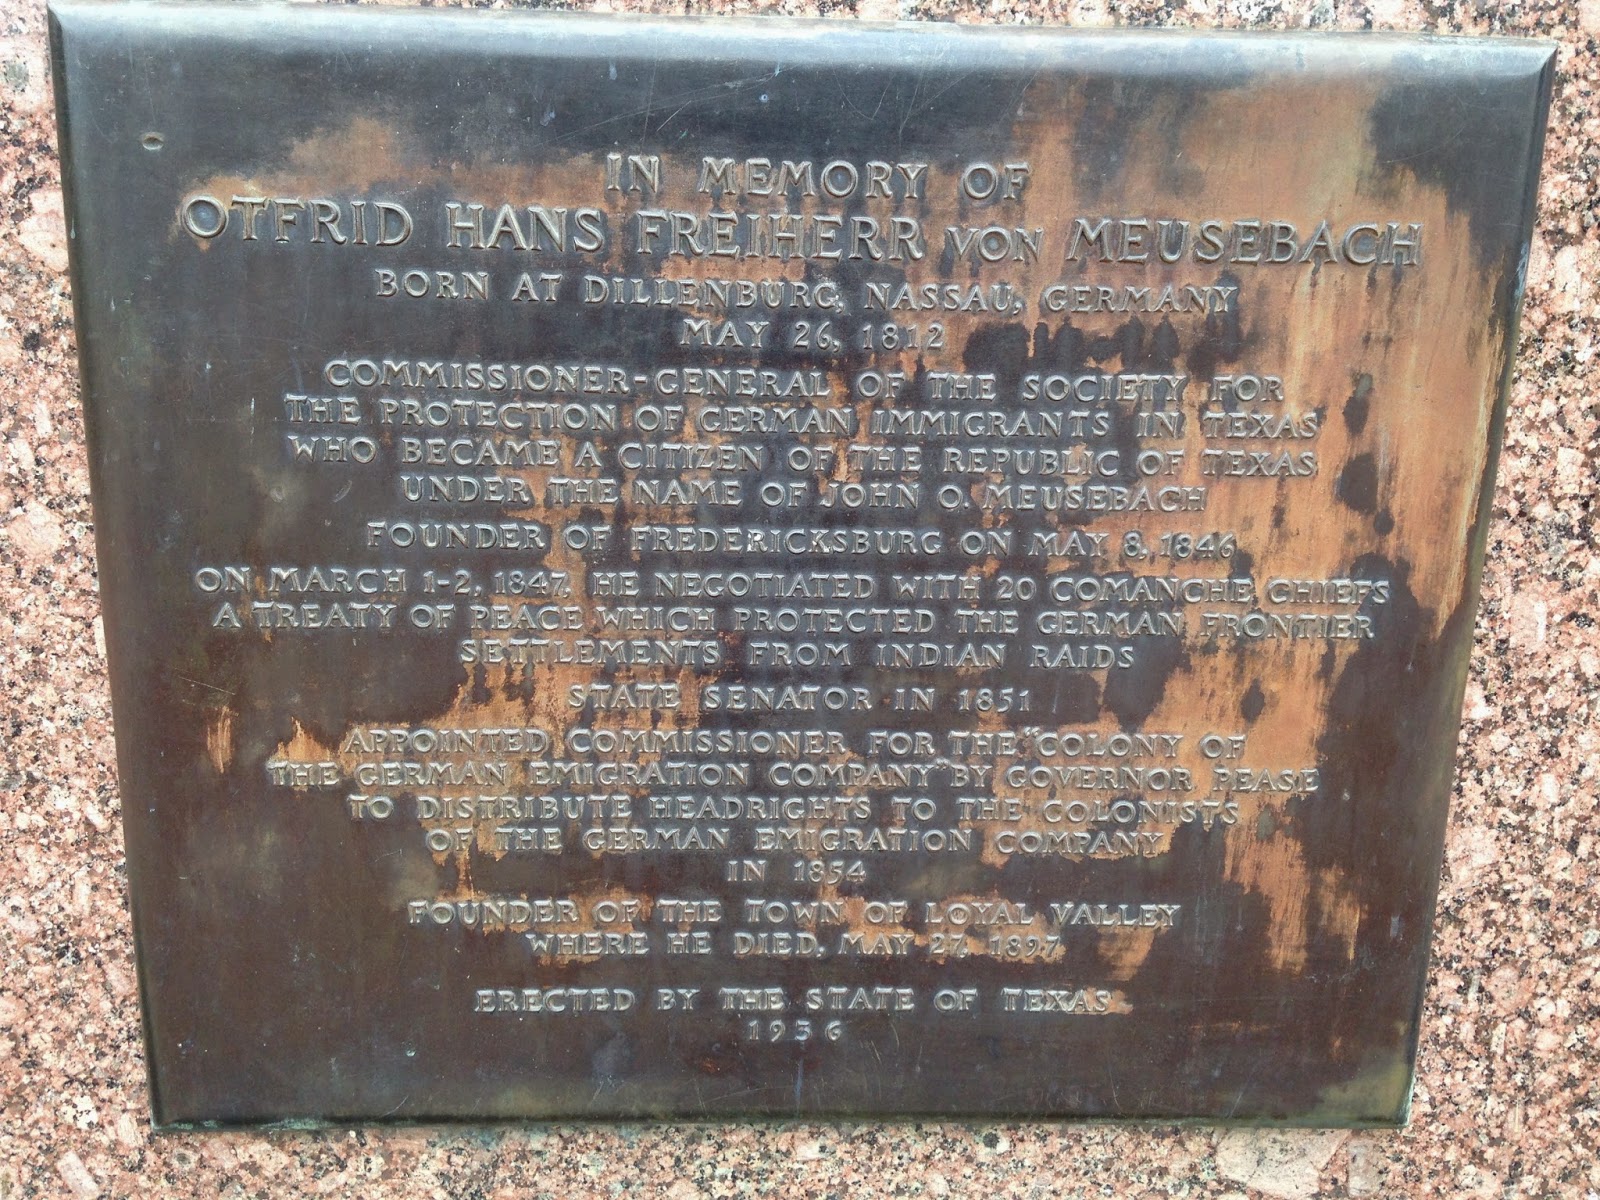 IN MEMORY OF
OTFRID HANS FREIHERR VON MEUSEBACH
BORN AT DILLENBURG, NASSAU, GERMANY
MAY 26, 1812
COMMISSIONER-GENERAL OF THE SOCIETY FOR
THE PROTECTION OF GERMAN IMMIGRANTS IN TEXAS
WHO BECAME A CITIZEN OF THE REPUBLIC OF TEXAS
UNDER THE NAME OF JOHN O. MEUSEBACH
FOUNDER OF FREDERICKSBURG ON MAY 8, 1846
ON MARCH 1-2, 1847, HE NEGOTIATED WITH 20 COMANCHE CHIEFS
A TREATY OF PEACE WHICH PROTECTED THE GERMAN FRONTIER
SETTLEMENTS FROM INDIAN RAIDS
STATE SENATOR IN 1851
APPOINTED COMMISSIONER FOR THE "COLONY OF
THE GERMAN EMIGRATION COMPANY" BY GOVERNOR PEASE
TO DISTRIBUTE HEADRIGHTS TO THE COLONISTS
OF THE GERMAN EMIGRATION COMPANY
IN 1854
FOUNDER OF THE TOWN OF LOYAL VALLEY
WHERE HE DIED, MAY 27, 1897
ERECTED BY THE STATE OF TEXAS
1936